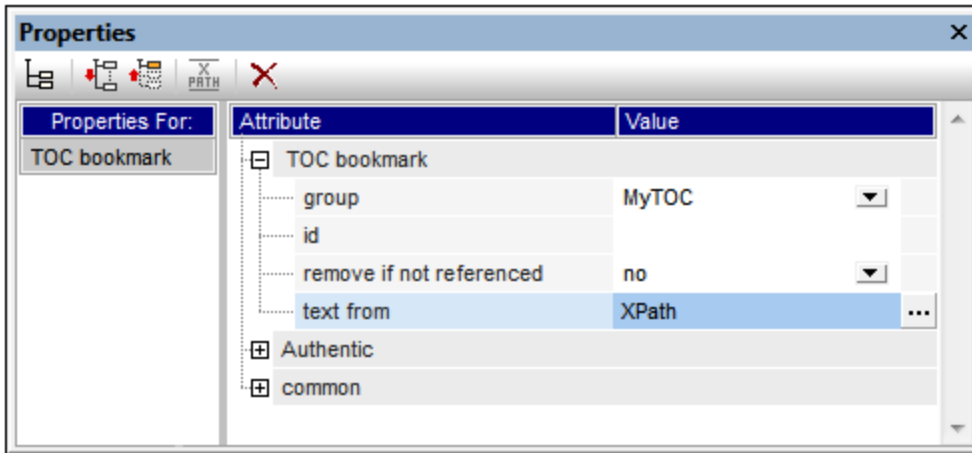 Properties
X
PATH
Properties For: Attribute Value
TOC bookmark TOC bookmark
group MyTOC
id
remove if not referenced no
text from XPath ...
Authentic
common